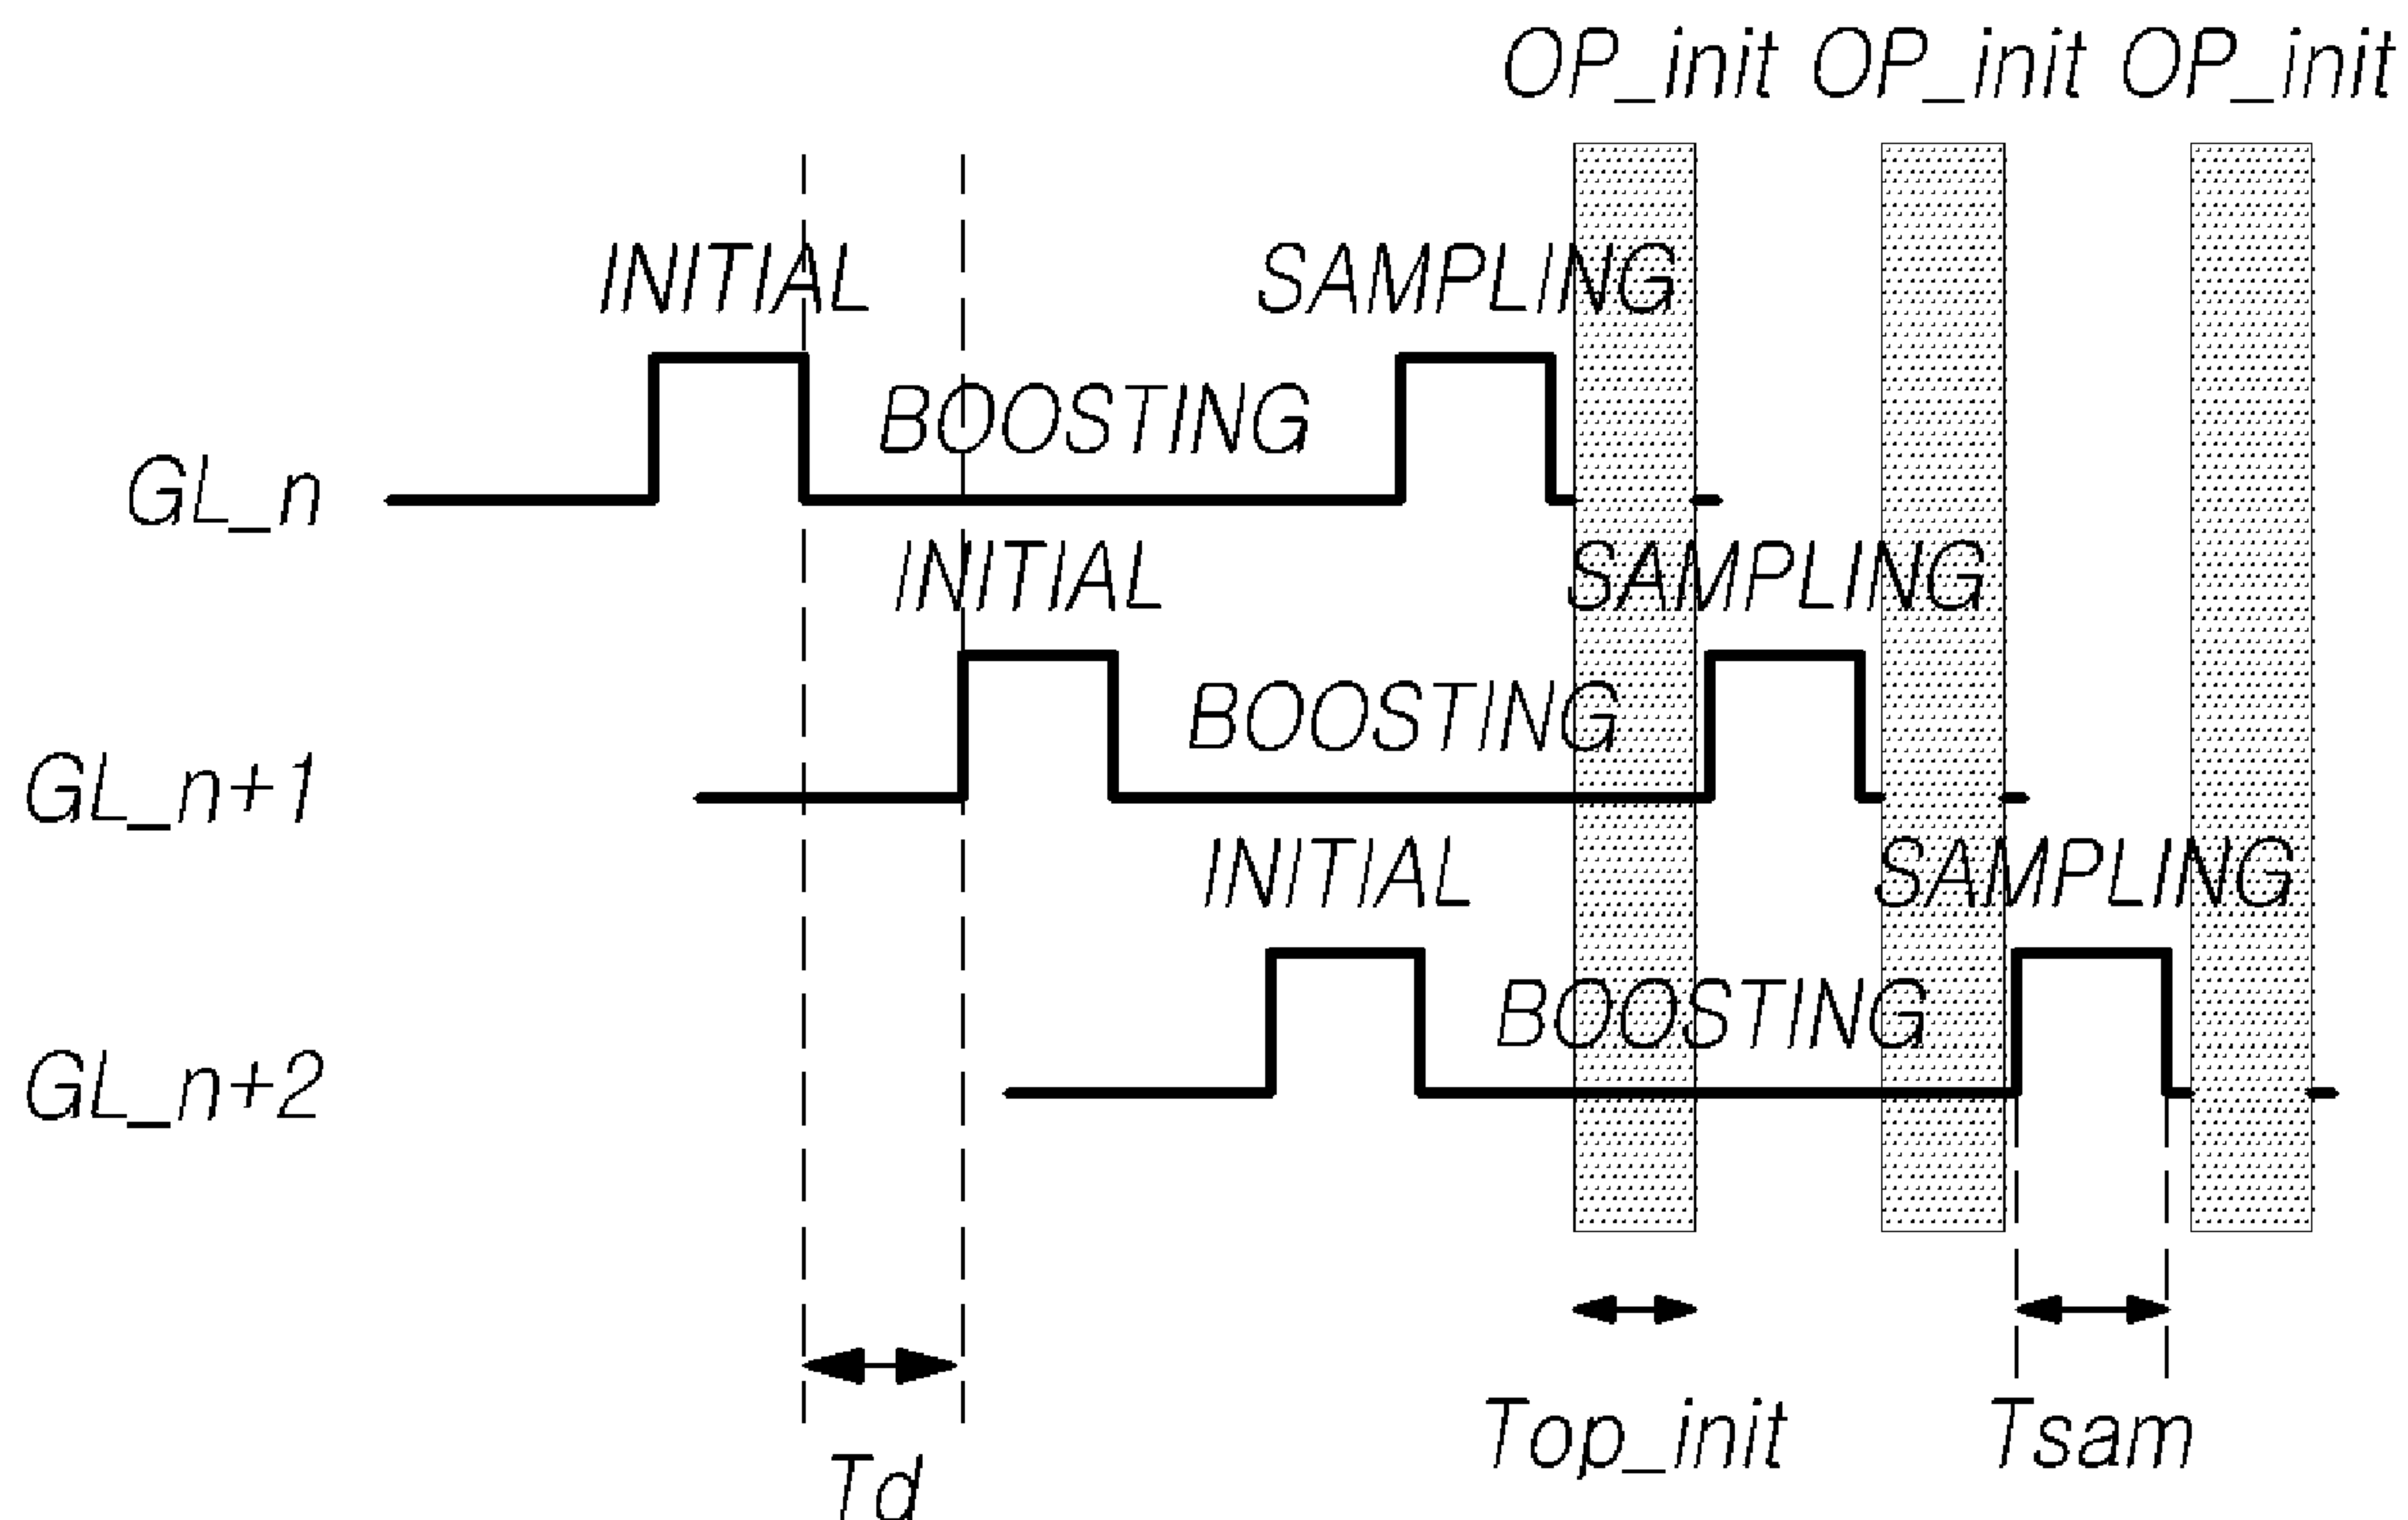 OP_init OP_init OP_init
INITIAL SAMPLING
BOOSTING
GL_n
INITIAL SAMPLING
BOOSTING
GL_n+1
INITIAL SAMPLING
BOOSTING
GL_n+2
Top_init Tsam
Td